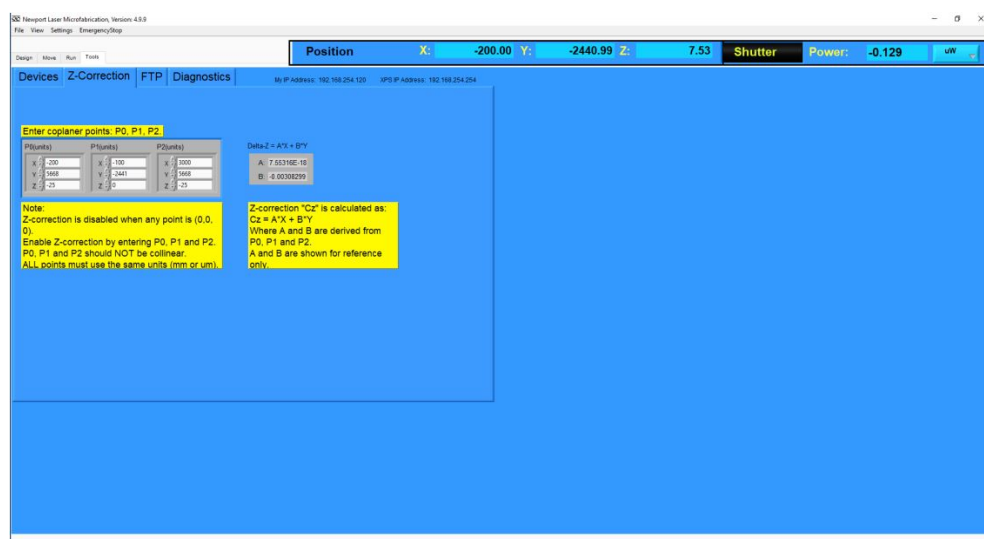 Newport Laser Microfabrication, Version: 4.9.9
File View Settings EmergencyStop
Design Move Run Tools
Position X: -200.00 Y: -2440.99 Z: 7.53 Shutter Power: -0.129 uW
Devices Z-Correction FTP Diagnostics
My IP Address: 192.168.254.120 XPS IP Address: 192.168.254.254
Enter coplaner points: P0, P1, P2.
P0(units) P1(units) P2(units)
X -200 X -100 X 3000
Y 5668 Y -2441 Y 5668
Z -25 Z 0 Z -25
Delta-Z = A*X + B*Y
A: 7.55316E-18
B: -0.00308299
Note:
Z-correction is disabled when any point is (0,0,
0).
Enable Z-correction by entering P0, P1 and P2.
P0, P1 and P2 should NOT be collinear.
ALL points must use the same units (mm or um).
Z-correction "Cz" is calculated as:
Cz = A*X + B*Y
Where A and B are derived from
P0, P1 and P2.
A and B are shown for reference
only.